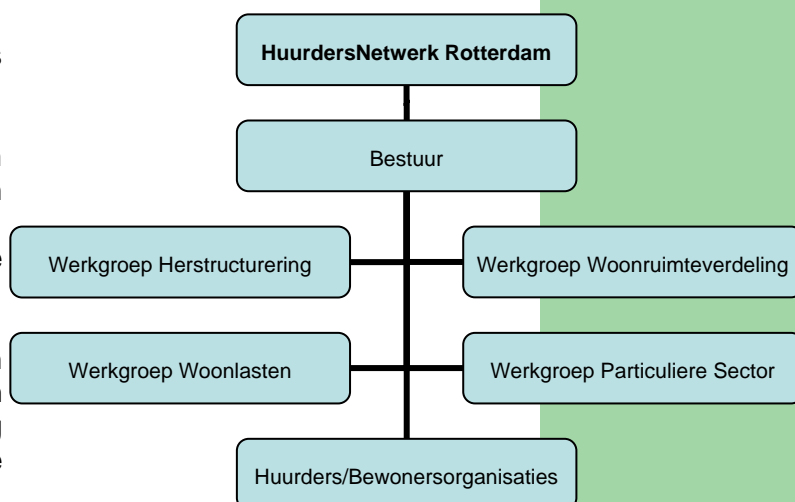 HuurdersNetwerk Rotterdam
Bestuur
Werkgroep Herstructurering
Werkgroep Woonruimteverdeling
Werkgroep Woonlasten
Werkgroep Particuliere Sector
Huurders/Bewonersorganisaties